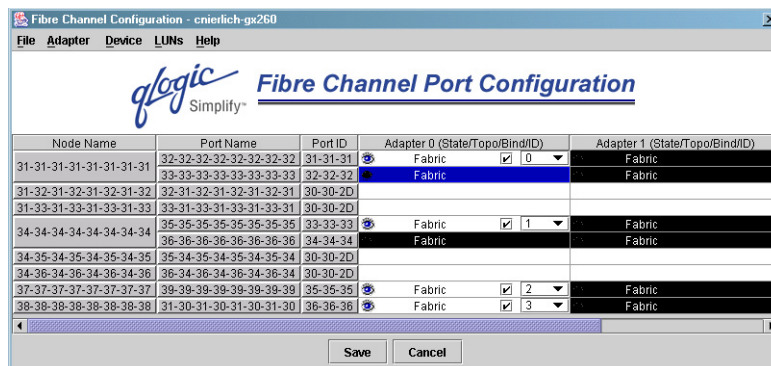 Fibre Channel Configuration - cnierlich-gx260
File Adapter Device LUNs Help
qlogic Simplify™ Fibre Channel Port Configuration
Node Name Port Name Port ID Adapter 0 (State/Topo/Bind/ID) Adapter 1 (State/Topo/Bind/ID)
31-31-31-31-31-31-31-31 32-32-32-32-32-32-32-32 31-31-31 Fabric 0 Fabric
33-33-33-33-33-33-33-33 32-32-32 Fabric Fabric
31-32-31-32-31-32-31-32 32-31-32-31-32-31-32-31 30-30-2D
31-33-31-33-31-33-31-33 33-31-33-31-33-31-33-31 30-30-2D
34-34-34-34-34-34-34-34 35-35-35-35-35-35-35-35 33-33-33 Fabric 1 Fabric
36-36-36-36-36-36-36-36 34-34-34 Fabric Fabric
34-35-34-35-34-35-34-35 35-34-35-34-35-34-35-34 30-30-2D
34-36-34-36-34-36-34-36 36-34-36-34-36-34-36-34 30-30-2D
37-37-37-37-37-37-37-37 39-39-39-39-39-39-39-39 35-35-35 Fabric 2 Fabric
38-38-38-38-38-38-38-38 31-30-31-30-31-30-31-30 36-36-36 Fabric 3 Fabric
Save Cancel